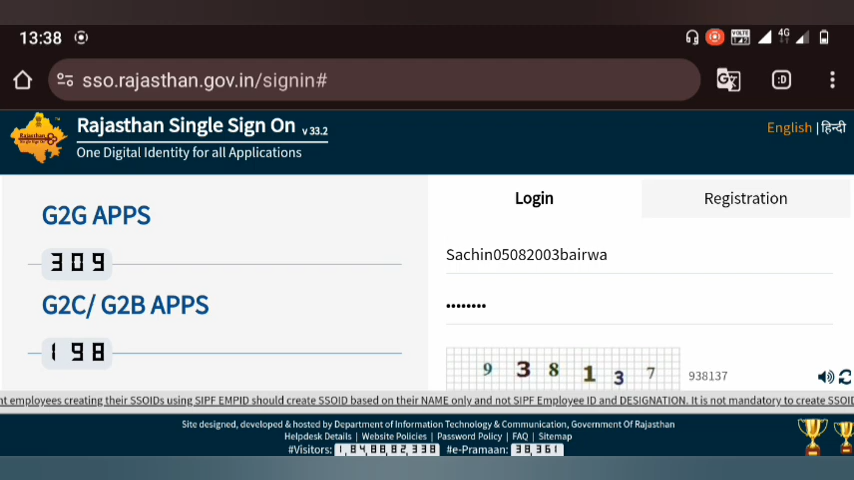 13:38
VOLTE 4G
sso.rajasthan.gov.in/signin#
:D
Rajasthan Single Sign On v 33.2
One Digital Identity for all Applications
English | हिन्दी
G2G APPS
309
G2C/ G2B APPS
198
Login
Registration
Sachin05082003bairwa
••••••••
938137
938137
nt employees creating their SSOIDs using SIPF EMPID should create SSOID based on their NAME only and not SIPF Employee ID and DESIGNATION. It is not mandatory to create SSOID
Site designed, developed & hosted by Department of Information Technology & Communication, Government Of Rajasthan
Helpdesk Details | Website Policies | Password Policy | FAQ | Sitemap
#Visitors: 1,84,88,82,338 #e-Pramaan: 38,361